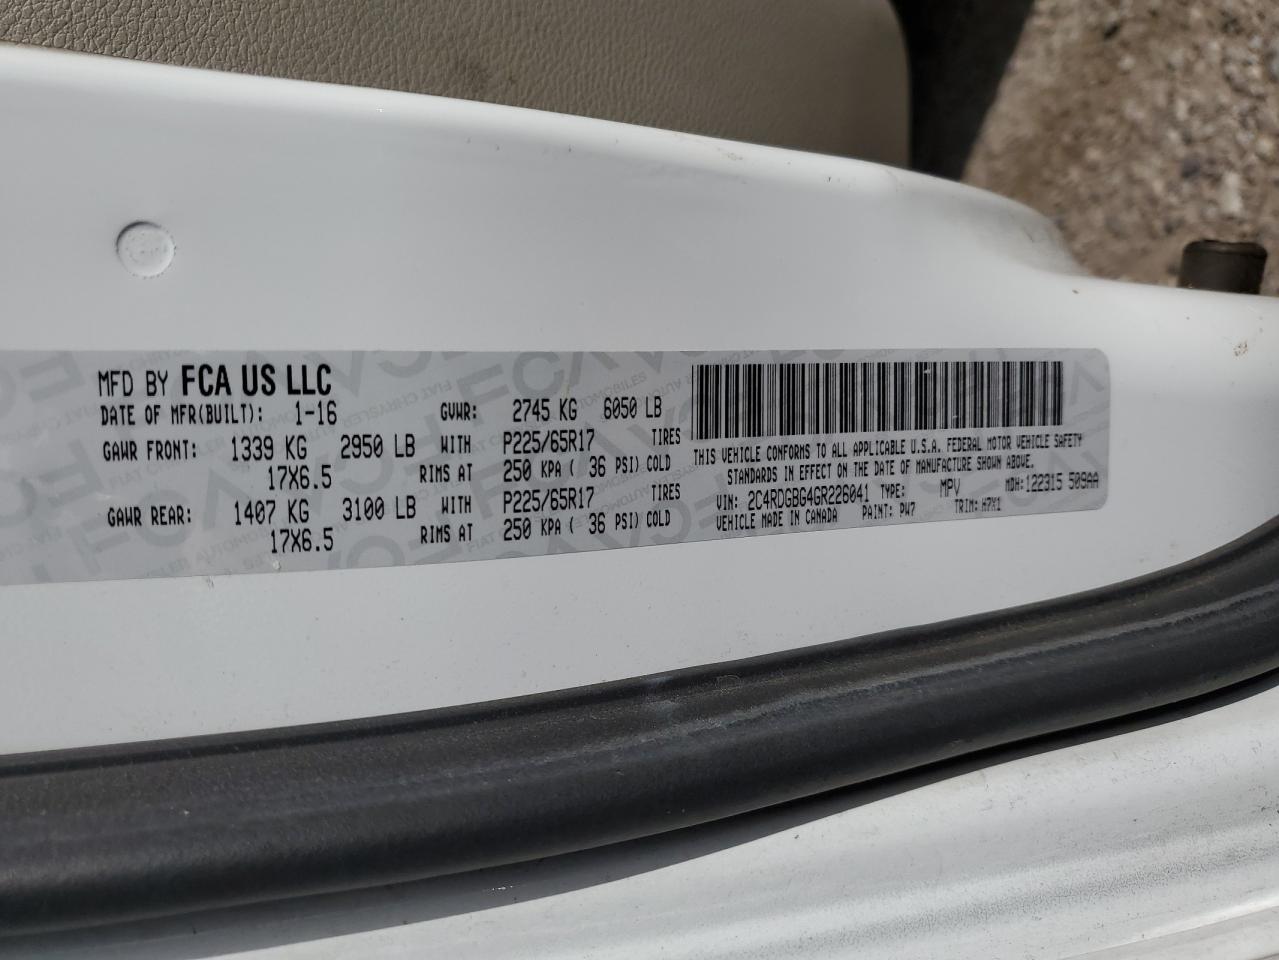 MFD BY FCA US LLC
DATE OF MFR(BUILT): 1-16 GVWR: 2745 KG 6050 LB
GAWR FRONT: 1339 KG 2950 LB WITH P225/65R17 TIRES
17X6.5 RIMS AT 250 KPA ( 36 PSI) COLD
GAWR REAR: 1407 KG 3100 LB WITH P225/65R17 TIRES
17X6.5 RIMS AT 250 KPA ( 36 PSI) COLD
THIS VEHICLE CONFORMS TO ALL APPLICABLE U.S.A. FEDERAL MOTOR VEHICLE SAFETY
STANDARDS IN EFFECT ON THE DATE OF MANUFACTURE SHOWN ABOVE.
VIN: 2C4RDGBG4GR226041 TYPE: MPV MDH:122315 509AA
VEHICLE MADE IN CANADA PAINT: PW7 TRIM: